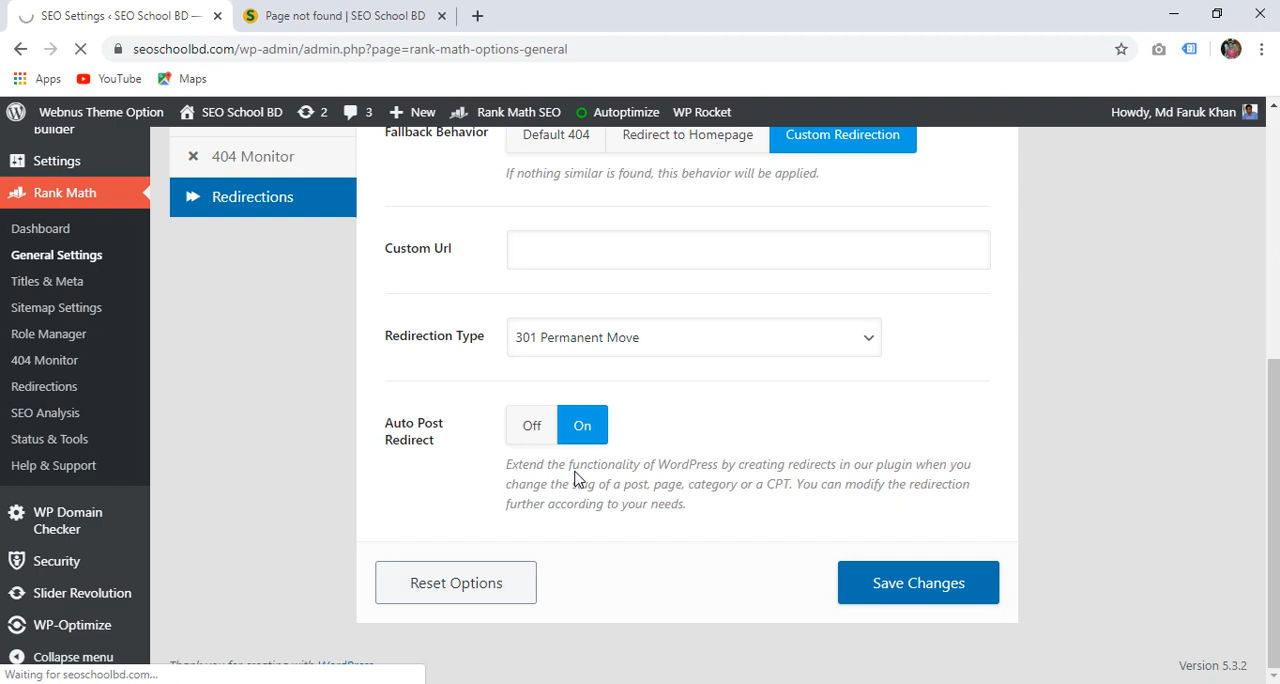 SEO Settings ‹ SEO School BD —
Page not found | SEO School BD
seoschoolbd.com/wp-admin/admin.php?page=rank-math-options-general
Apps YouTube Maps
Webnus Theme Option SEO School BD 2 3 New Rank Math SEO Autoptimize WP Rocket Howdy, Md Faruk Khan
builder
Settings
Rank Math
Dashboard
General Settings
Titles & Meta
Sitemap Settings
Role Manager
404 Monitor
Redirections
SEO Analysis
Status & Tools
Help & Support
WP Domain
Checker
Security
Slider Revolution
WP-Optimize
Collapse menu
404 Monitor
Redirections
Fallback Behavior Default 404 Redirect to Homepage Custom Redirection
If nothing similar is found, this behavior will be applied.
Custom Url
Redirection Type 301 Permanent Move
Auto Post
Redirect
Off On
Extend the functionality of WordPress by creating redirects in our plugin when you
change the slug of a post, page, category or a CPT. You can modify the redirection
further according to your needs.
Reset Options Save Changes
Thank you for creating with WordPress
Version 5.3.2
Waiting for seoschoolbd.com...